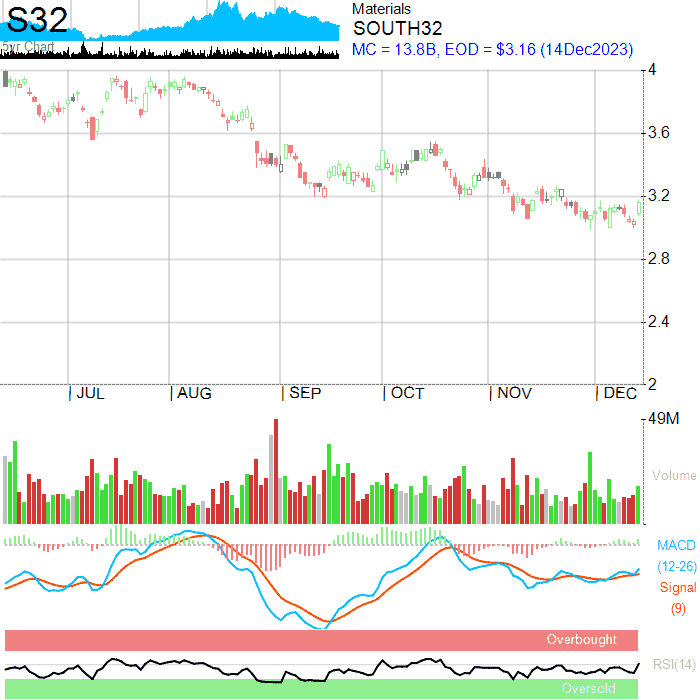 S32
5yr Chart
Materials
SOUTH32
MC = 13.8B, EOD = $3.16 (14Dec2023)
4
3.6
3.2
2.8
2.4
2
JUL AUG SEP OCT NOV DEC
49M
Volume
MACD
(12-26)
Signal
(9)
Overbought
RSI(14)
Oversold